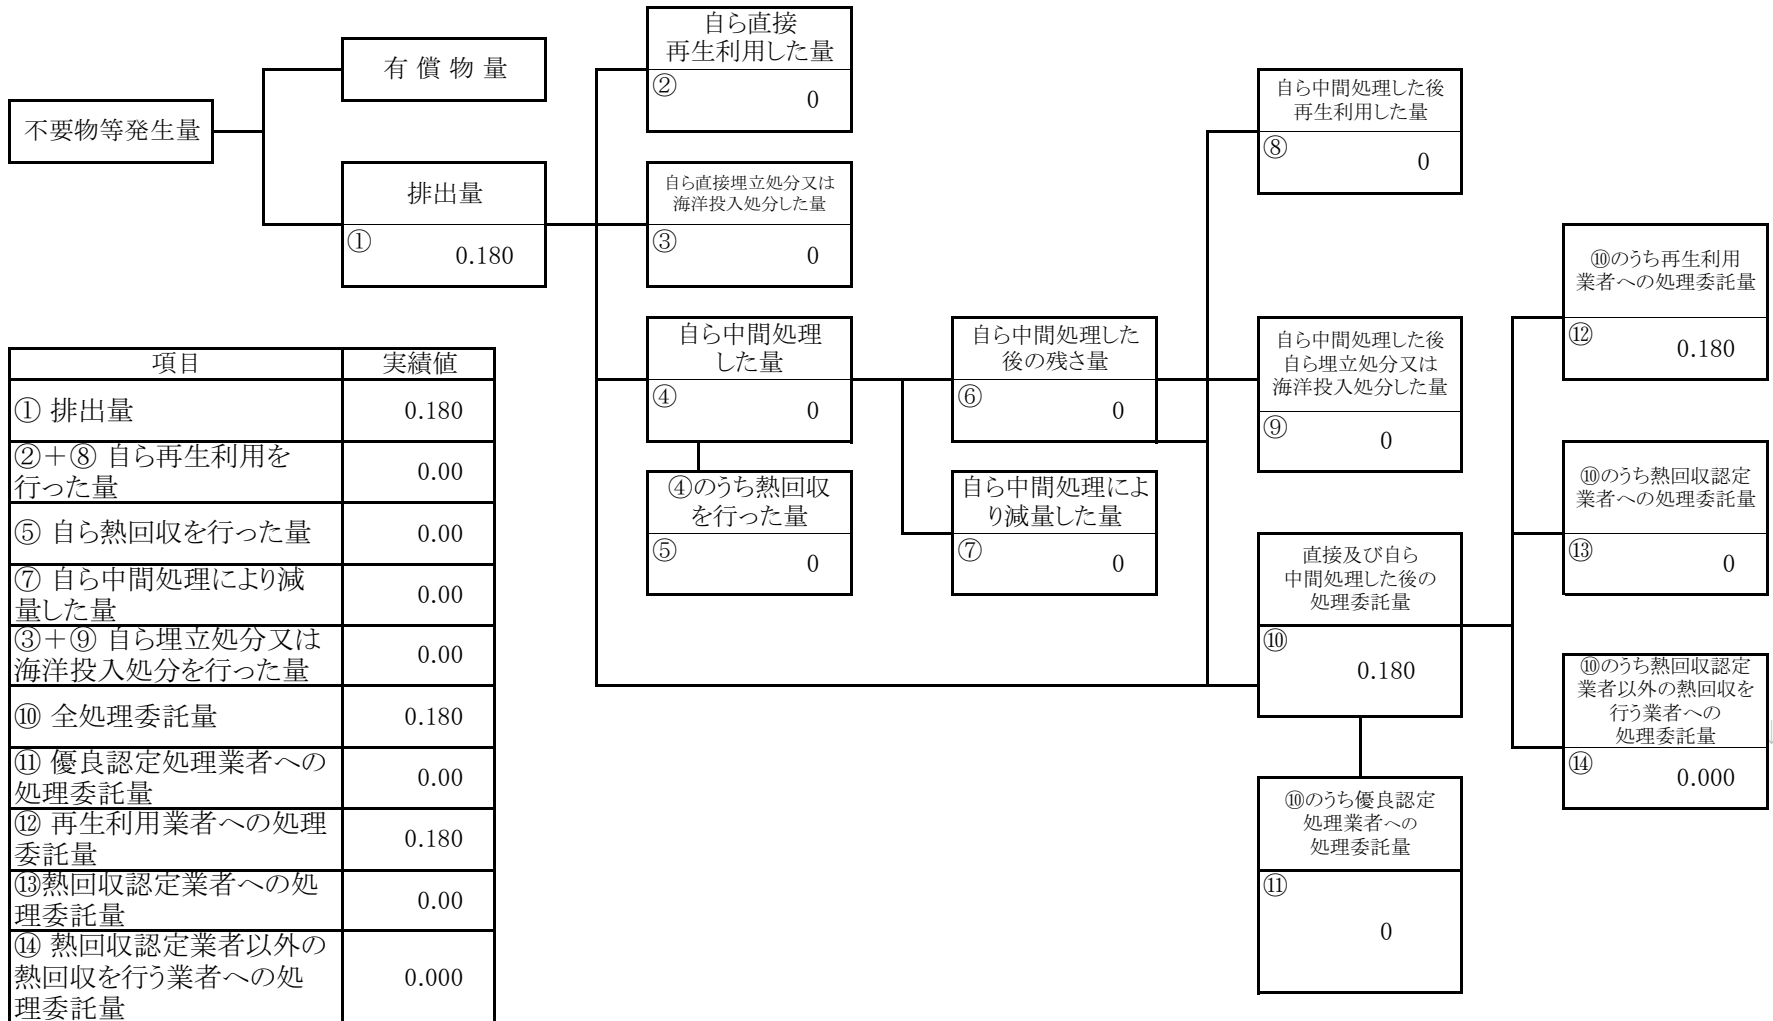 不要物等発生量
有 償 物 量
排出量
①
0.180
自ら直接
再生利用した量
②
0
自ら直接埋立処分又は
海洋投入処分した量
③
0
自ら中間処理
した量
④
0
④のうち熱回収
を行った量
⑤
0
自ら中間処理した
後の残さ量
⑥
0
自ら中間処理によ
り減量した量
⑦
0
自ら中間処理した後
再生利用した量
⑧
0
自ら中間処理した後
自ら埋立処分又は
海洋投入処分した量
⑨
0
直接及び自ら
中間処理した後の
処理委託量
⑩
0.180
⑩のうち優良認定
処理業者への
処理委託量
⑪
0
⑩のうち再生利用
業者への処理委託量
⑫
0.180
⑩のうち熱回収認定
業者への処理委託量
⑬
0
⑩のうち熱回収認定
業者以外の熱回収を
行う業者への
処理委託量
⑭
0.000
項目 実績値
① 排出量 0.180
②＋⑧ 自ら再生利用を
行った量
0.00
⑤ 自ら熱回収を行った量 0.00
⑦ 自ら中間処理により減
量した量
0.00
③＋⑨ 自ら埋立処分又は
海洋投入処分を行った量
0.00
⑩ 全処理委託量 0.180
⑪ 優良認定処理業者への
処理委託量
0.00
⑫ 再生利用業者への処理
委託量
0.180
⑬熱回収認定業者への処
理委託量
0.00
⑭ 熱回収認定業者以外の
熱回収を行う業者への処
理委託量
0.000